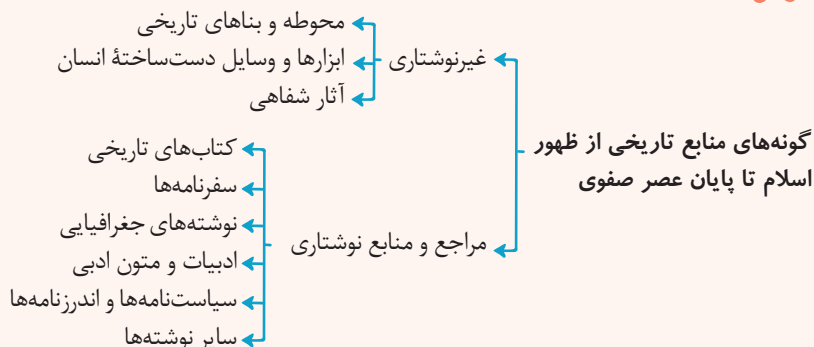 گونه‌های منابع تاریخی از ظهور
اسلام تا پایان عصر صفوی
غیرنوشتاری
محوطه و بناهای تاریخی
ابزارها و وسایل دست‌ساختهٔ انسان
آثار شفاهی
مراجع و منابع نوشتاری
کتاب‌های تاریخی
سفرنامه‌ها
نوشته‌های جغرافیایی
ادبیات و متون ادبی
سیاست‌نامه‌ها و اندرزنامه‌ها
سایر نوشته‌ها